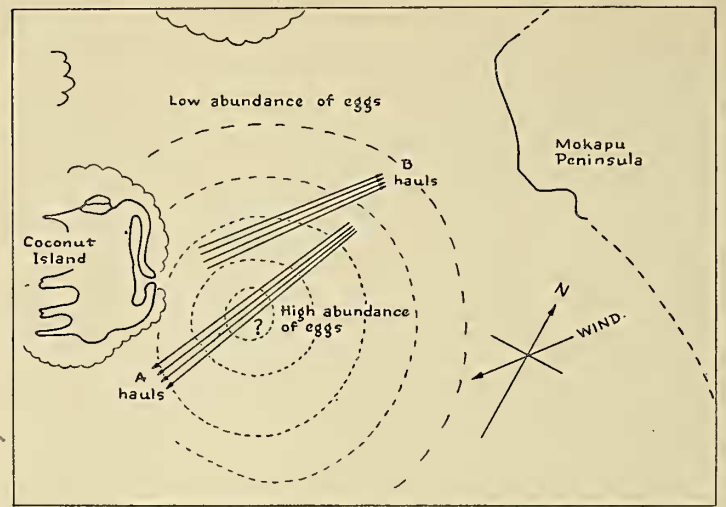 Low abundance of eggs
Mokapu
Peninsula
B
hauls
Coconut
Island
High abundance
of eggs
?
N
WIND.
A
hauls